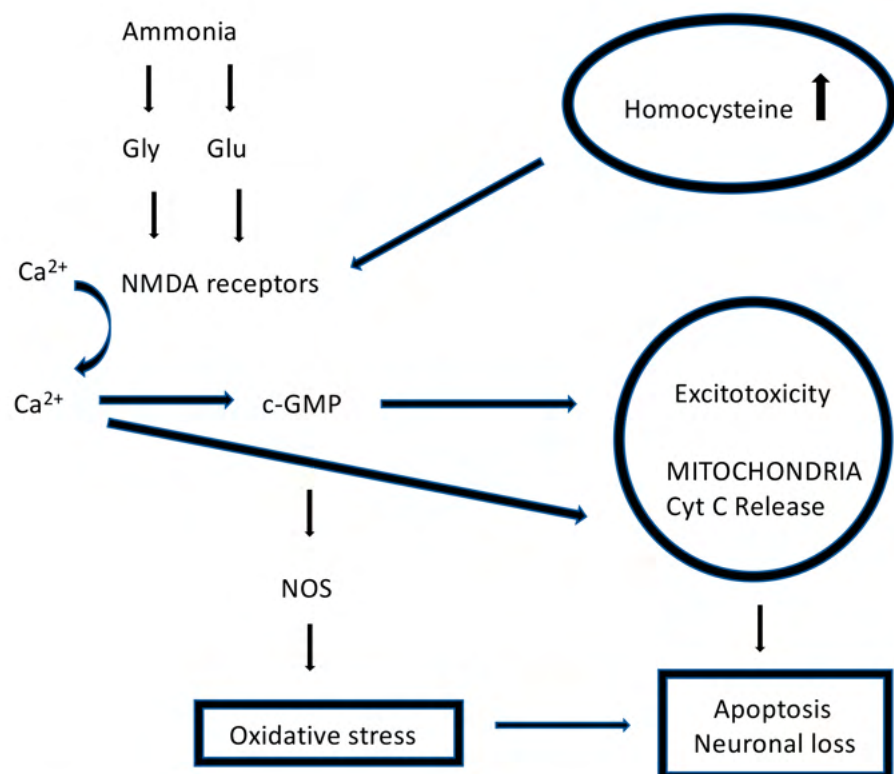 Ammonia
Homocysteine
Gly Glu
Ca²⁺
NMDA receptors
Ca²⁺
c-GMP
Excitotoxicity
MITOCHONDRIA
Cyt C Release
NOS
Oxidative stress
Apoptosis
Neuronal loss